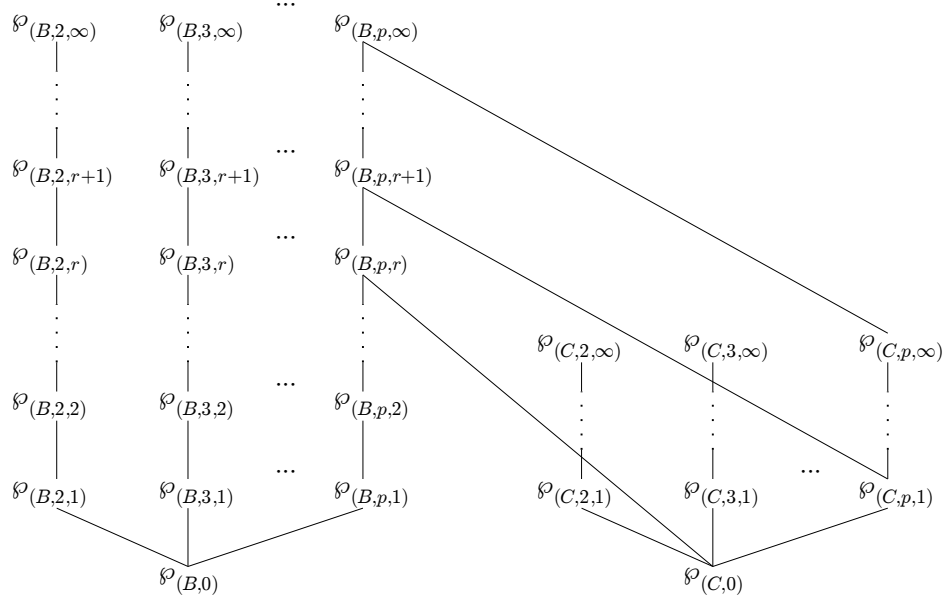 ...
℘(B,2,∞) ℘(B,3,∞) ℘(B,p,∞)
...
℘(B,2,r+1) ℘(B,3,r+1) ℘(B,p,r+1)
...
℘(B,2,r) ℘(B,3,r) ℘(B,p,r)
℘(C,2,∞) ℘(C,3,∞) ℘(C,p,∞)
...
℘(B,2,2) ℘(B,3,2) ℘(B,p,2)
... ...
℘(B,2,1) ℘(B,3,1) ℘(B,p,1) ℘(C,2,1) ℘(C,3,1) ℘(C,p,1)
℘(B,0) ℘(C,0)